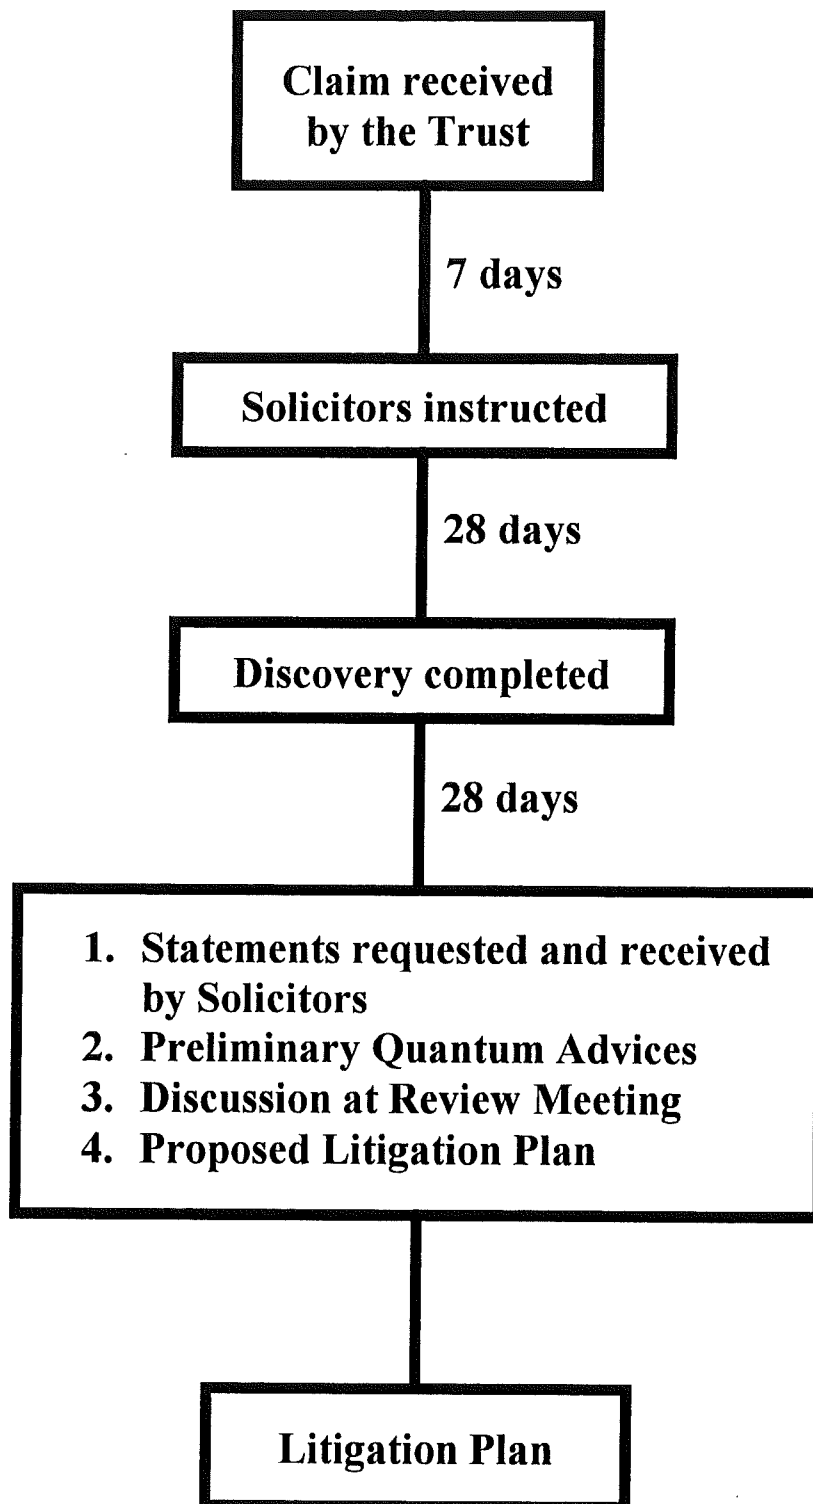 Claim received
by the Trust
7 days
Solicitors instructed
28 days
Discovery completed
28 days
1. Statements requested and received
by Solicitors
2. Preliminary Quantum Advices
3. Discussion at Review Meeting
4. Proposed Litigation Plan
Litigation Plan